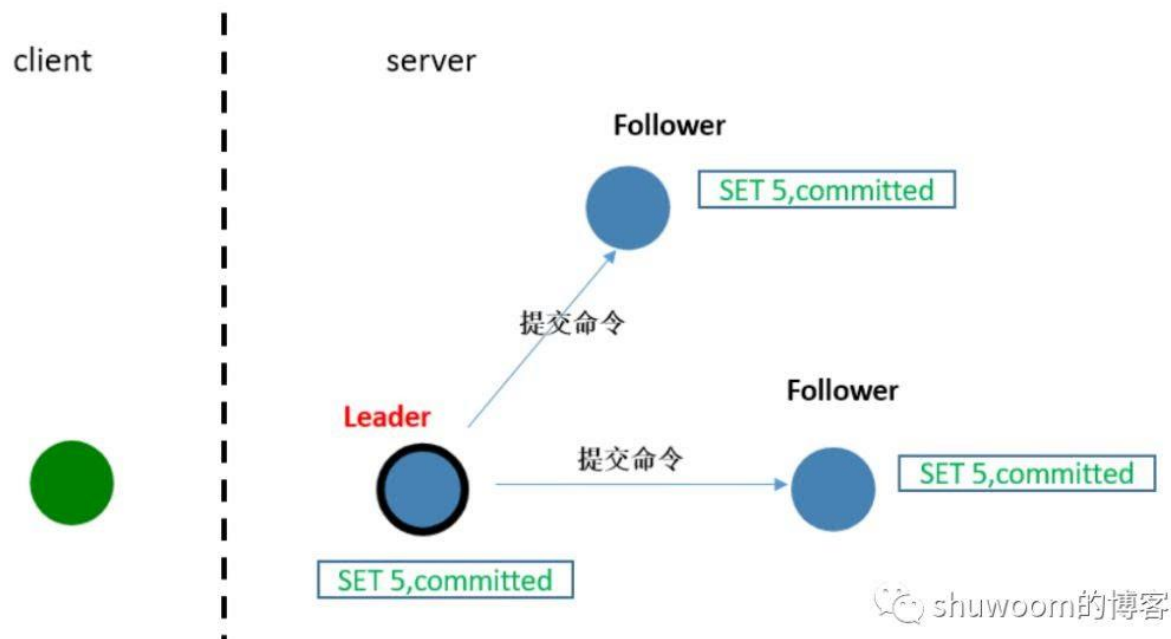 client
server
Follower
SET 5,committed
提交命令
Follower
Leader
提交命令
SET 5,committed
SET 5,committed
shuwoom的博客